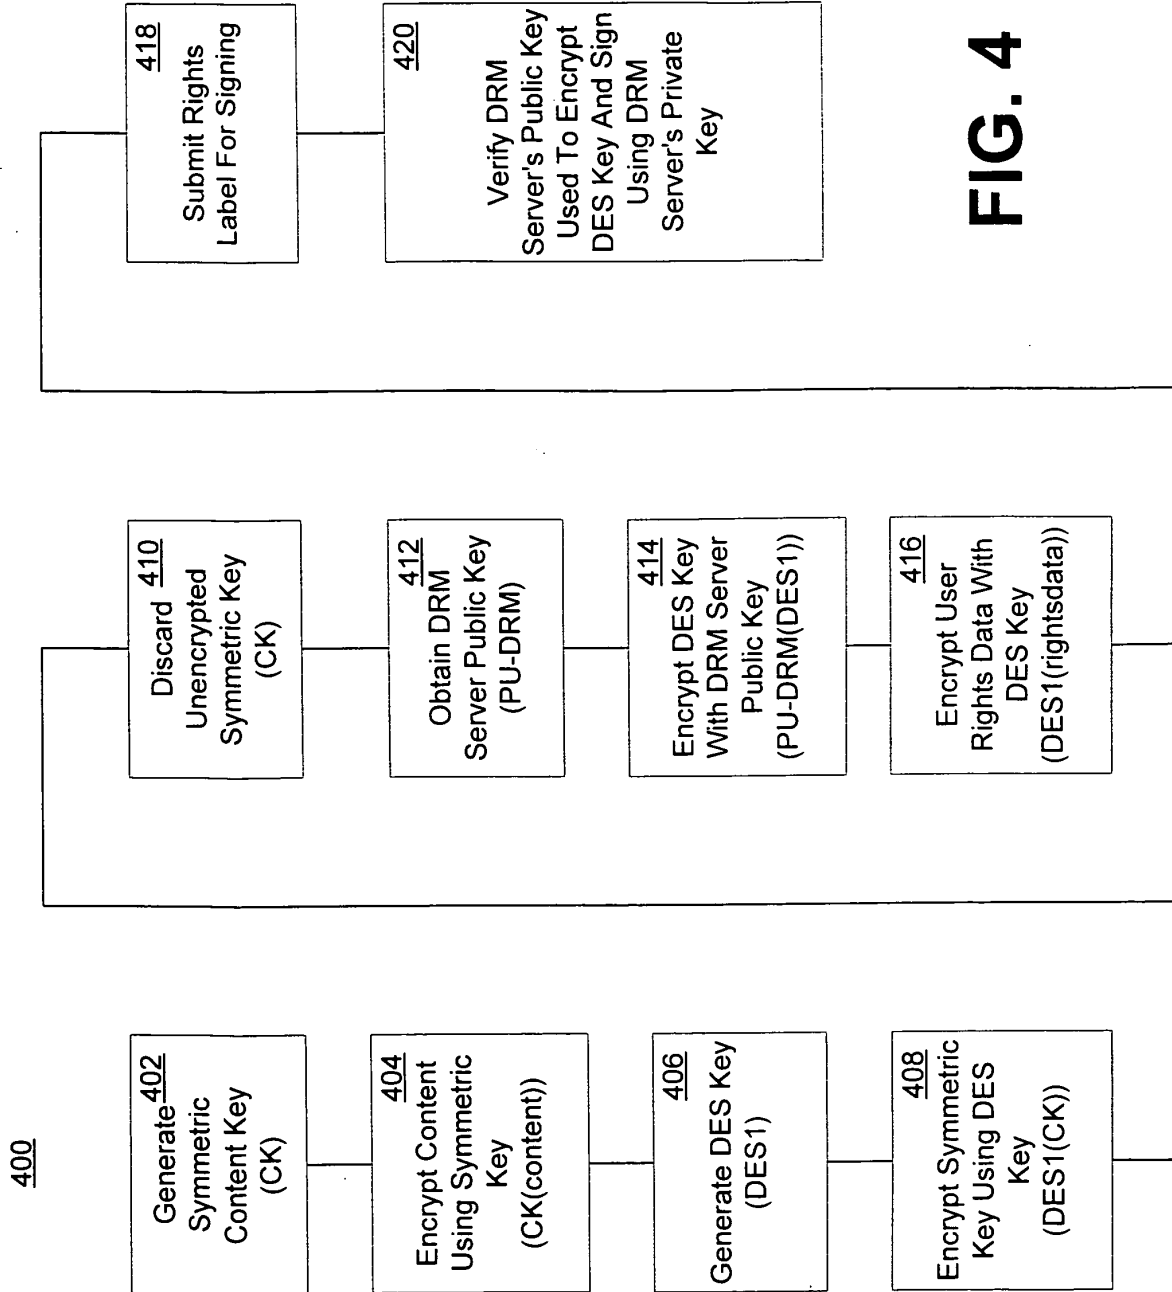 400
402
Generate
Symmetric
Content Key
(CK)
404
Encrypt Content
Using Symmetric
Key
(CK(content))
406
Generate DES Key
(DES1)
408
Encrypt Symmetric
Key Using DES
Key
(DES1(CK))
410
Discard
Unencrypted
Symmetric Key
(CK)
412
Obtain DRM
Server Public Key
(PU-DRM)
414
Encrypt DES Key
With DRM Server
Public Key
(PU-DRM(DES1))
416
Encrypt User
Rights Data With
DES Key
(DES1(rightsdata))
418
Submit Rights
Label For Signing
420
Verify DRM
Server's Public Key
Used To Encrypt
DES Key And Sign
Using DRM
Server's Private
Key
FIG. 4